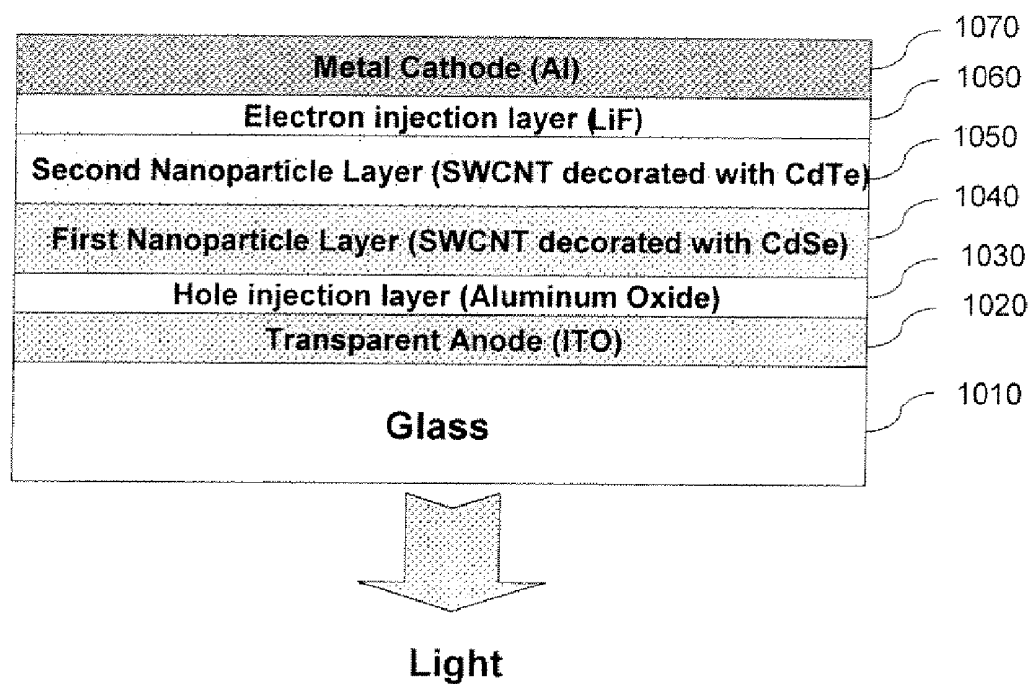 1070
Metal Cathode (Al)
1060
Electron injection layer (LiF)
1050
Second Nanoparticle Layer (SWCNT decorated with CdTe)
1040
First Nanoparticle Layer (SWCNT decorated with CdSe)
1030
Hole injection layer (Aluminum Oxide)
1020
Transparent Anode (ITO)
1010
Glass
Light